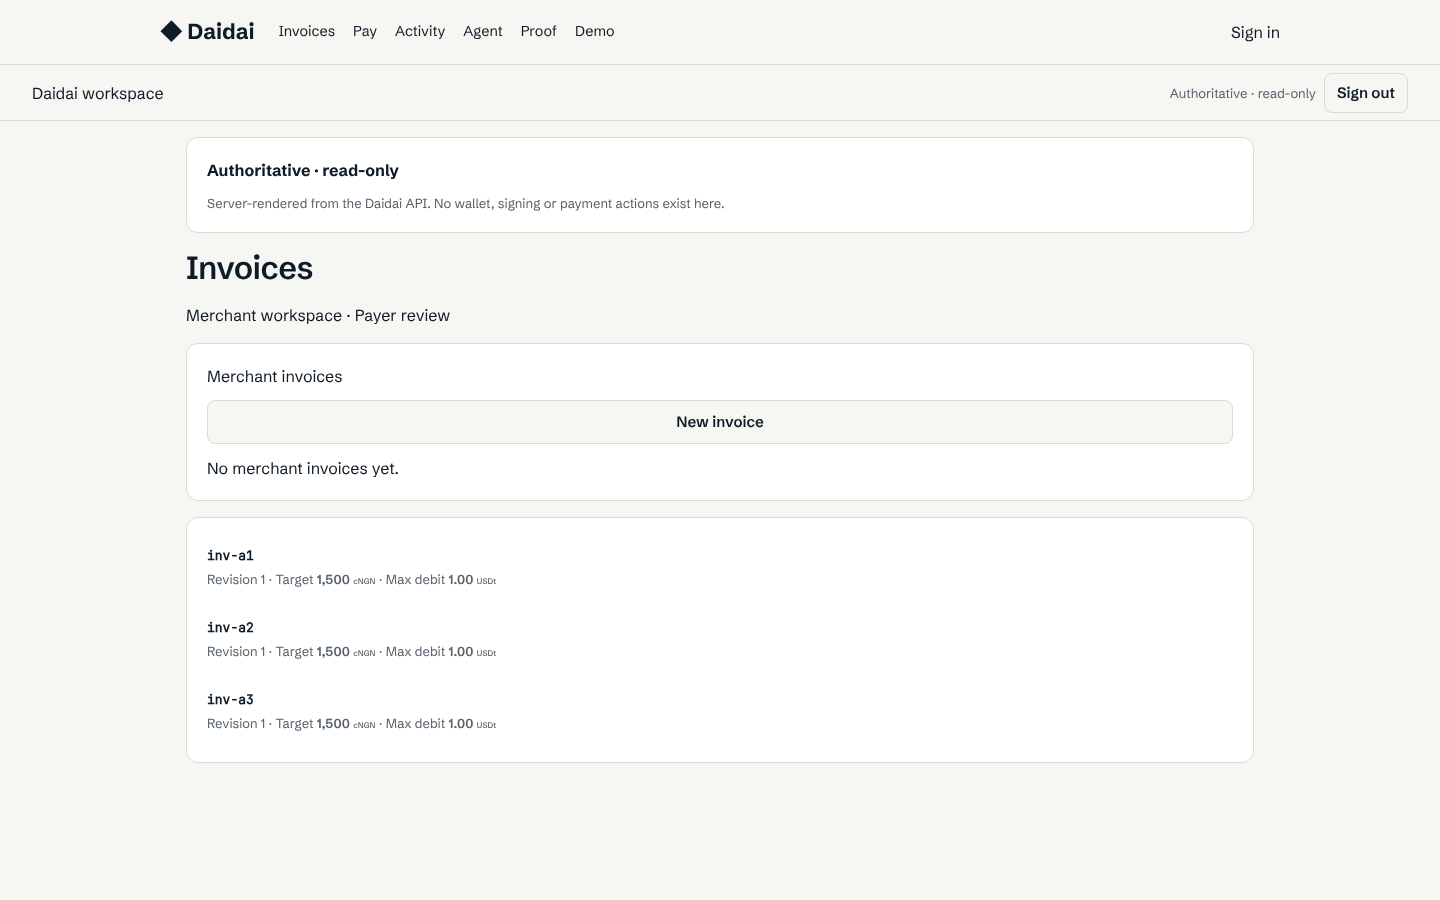 Daidai Invoices Pay Activity Agent Proof Demo Sign in
Daidai workspace Authoritative · read-only Sign out
Authoritative · read-only
Server-rendered from the Daidai API. No wallet, signing or payment actions exist here.
Invoices
Merchant workspace · Payer review
Merchant invoices
New invoice
No merchant invoices yet.
inv-a1
Revision 1 · Target 1,500 cNGN · Max debit 1.00 USDt
inv-a2
Revision 1 · Target 1,500 cNGN · Max debit 1.00 USDt
inv-a3
Revision 1 · Target 1,500 cNGN · Max debit 1.00 USDt